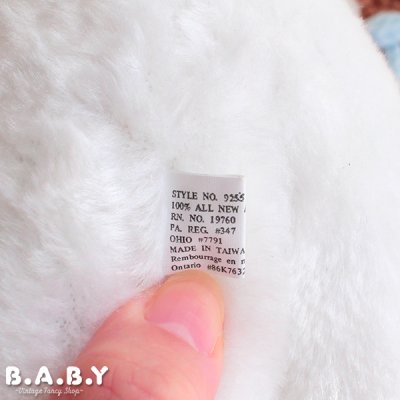 STYLE NO. 9255
100% ALL NEW
RN. NO. 19760
PA. REG. #347
OHIO #7791
MADE IN TAIWA
Rembourrage en
Ontario #86K7632
B.A.B.Y
~Vintage Fancy Shop~